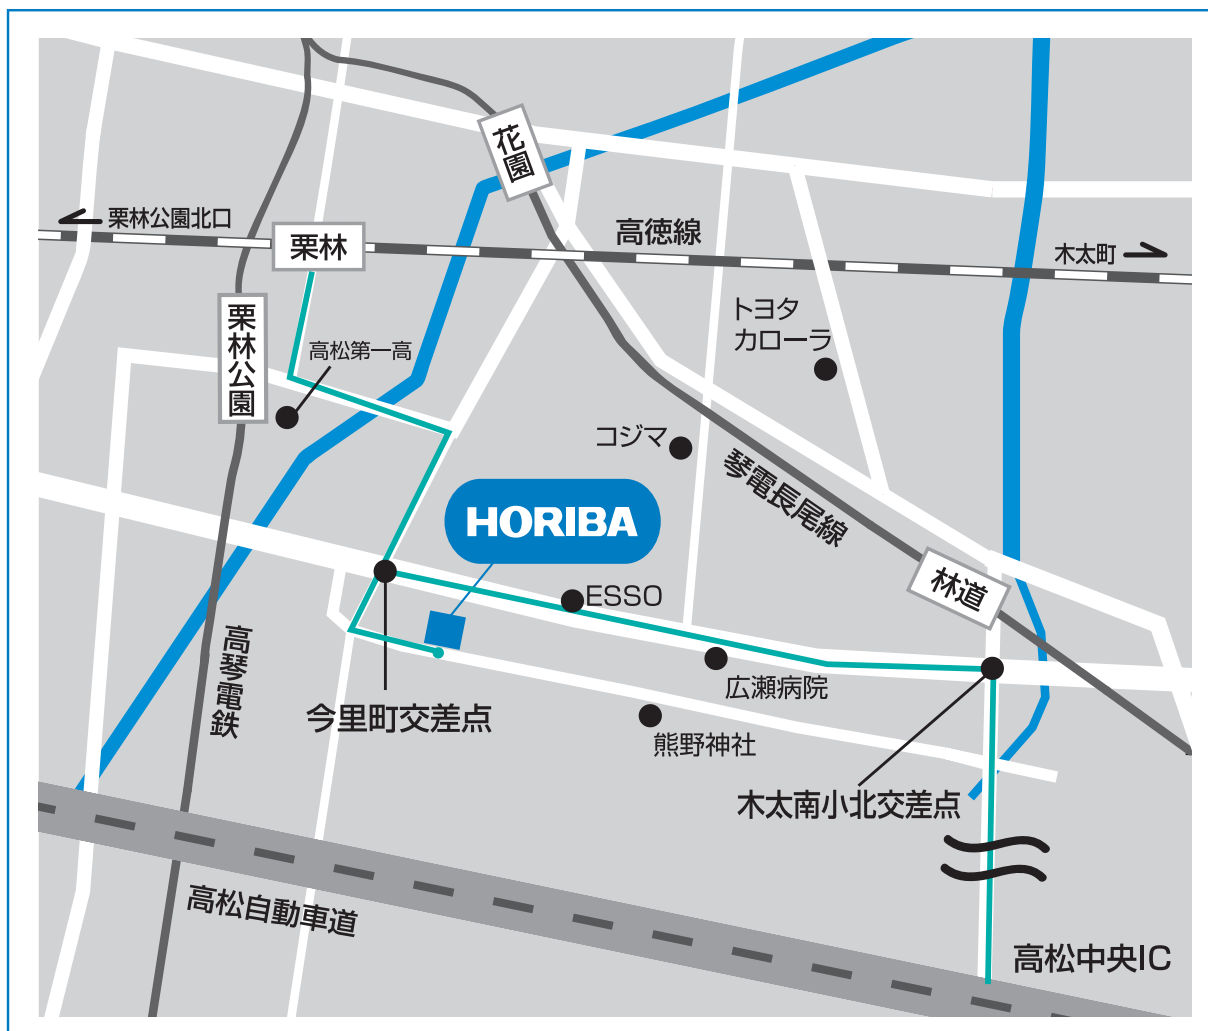 花園
栗林公園北口
栗林
高徳線
木太町
栗林公園
トヨタ
カローラ
高松第一高
コジマ
琴電長尾線
HORIBA
林道
ESSO
高琴電鉄
広瀬病院
今里町交差点
熊野神社
木太南小北交差点
高松自動車道
高松中央IC